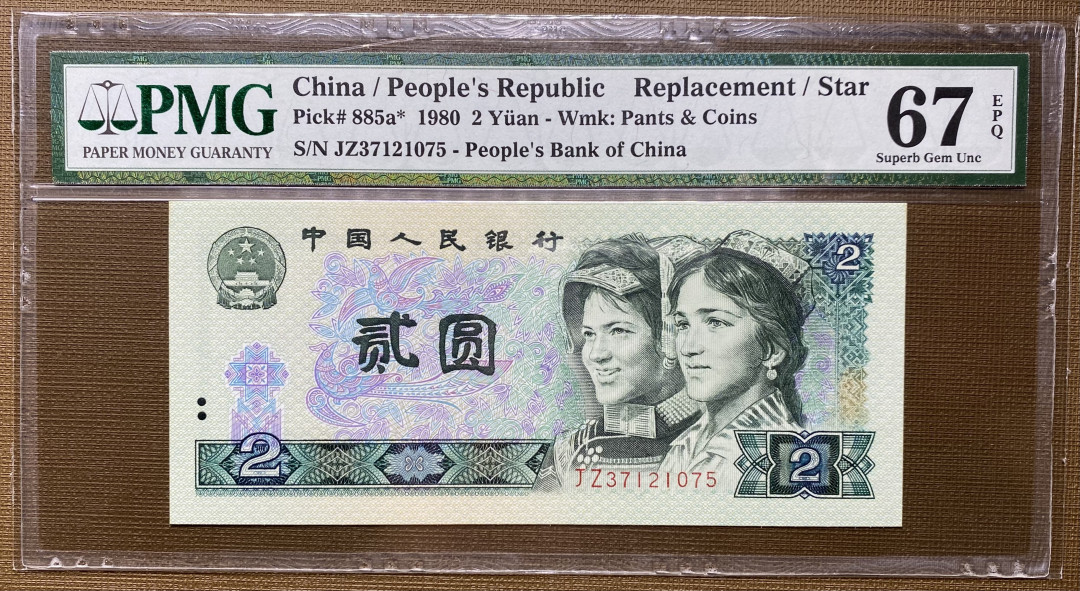 PMG
PAPER MONEY GUARANTY
China / People's Republic Replacement / Star
Pick# 885a* 1980 2 Yüan - Wmk: Pants & Coins
S/N JZ37121075 - People's Bank of China
67
EPQ
Superb Gem Unc
中国人民银行
2
贰圆
2
JZ37121075
2